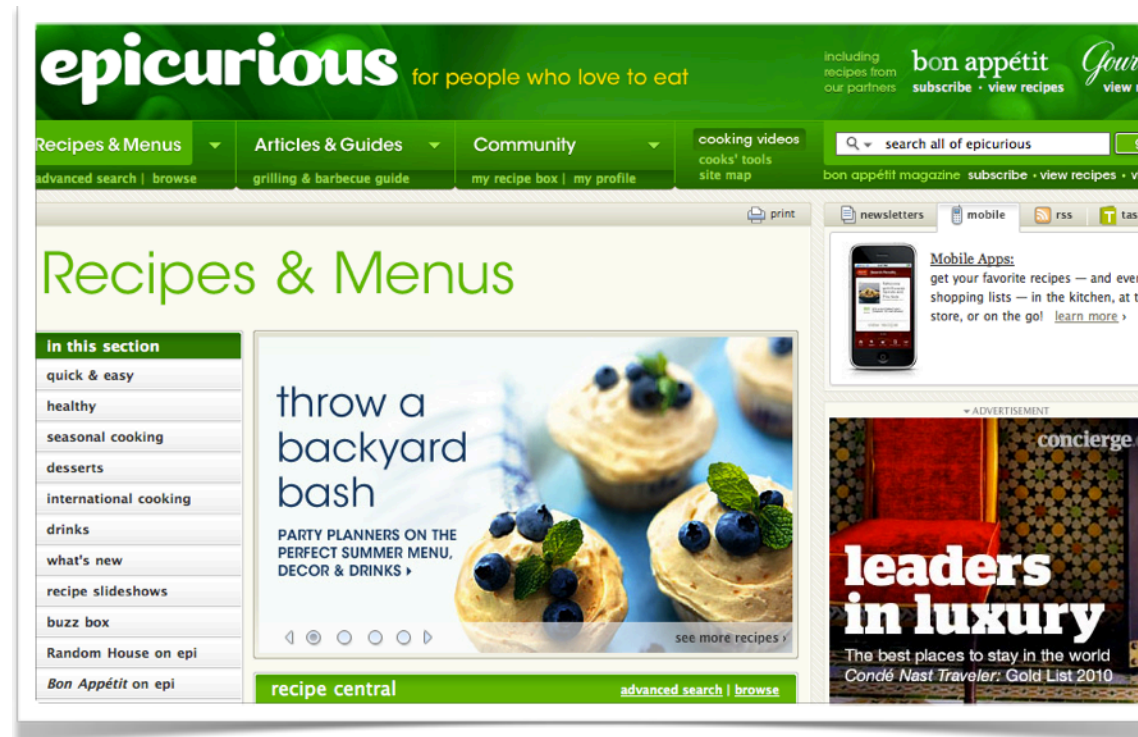 epicurious for people who love to eat
including
recipes from
our partners
bon appétit
subscribe · view recipes
view
Recipes & Menus
advanced search | browse
Articles & Guides
grilling & barbecue guide
Community
my recipe box | my profile
cooking videos
cooks' tools
site map
search all of epicurious
bon appétit magazine subscribe · view recipes ·
print
newsletters
mobile
rss
Recipes & Menus
Mobile Apps:
get your favorite recipes — and
shopping lists — in the kitchen, at
store, or on the go! learn more ›
in this section
quick & easy
healthy
seasonal cooking
desserts
international cooking
drinks
what's new
recipe slideshows
buzz box
Random House on epi
Bon Appétit on epi
throw a
backyard
bash
PARTY PLANNERS ON THE
PERFECT SUMMER MENU,
DECOR & DRINKS
see more recipes ›
recipe central
advanced search | browse
ADVERTISEMENT
concierge
leaders
in luxury
The best places to stay in the world
Condé Nast Traveler: Gold List 2010